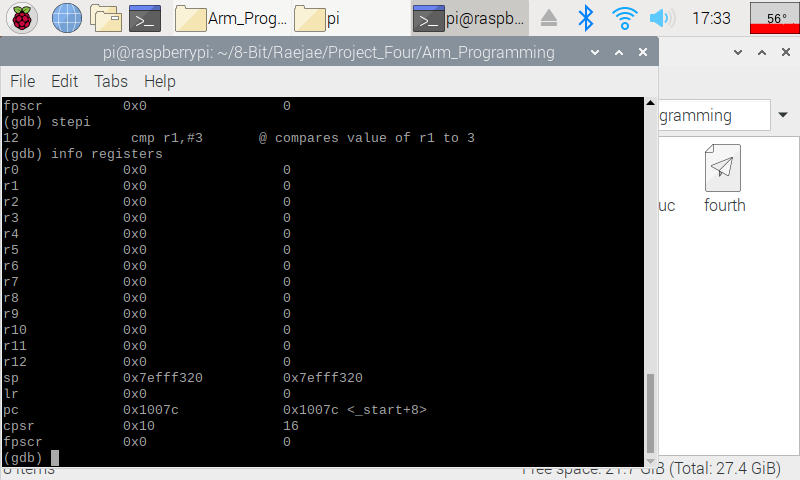 Arm_Prog... pi pi@raspb... 17:33 56°
pi@raspberrypi: ~/8-Bit/Raejae/Project_Four/Arm_Programming
File Edit Tabs Help
fpscr 0x0 0
(gdb) stepi
12 cmp r1,#3 @ compares value of r1 to 3
(gdb) info registers
r0 0x0 0
r1 0x0 0
r2 0x0 0
r3 0x0 0
r4 0x0 0
r5 0x0 0
r6 0x0 0
r7 0x0 0
r8 0x0 0
r9 0x0 0
r10 0x0 0
r11 0x0 0
r12 0x0 0
sp 0x7efff320 0x7efff320
lr 0x0 0
pc 0x1007c 0x1007c <_start+8>
cpsr 0x10 16
fpscr 0x0 0
(gdb)
gramming
uc fourth
items Free space: 21.7 GiB (Total: 27.4 GiB)